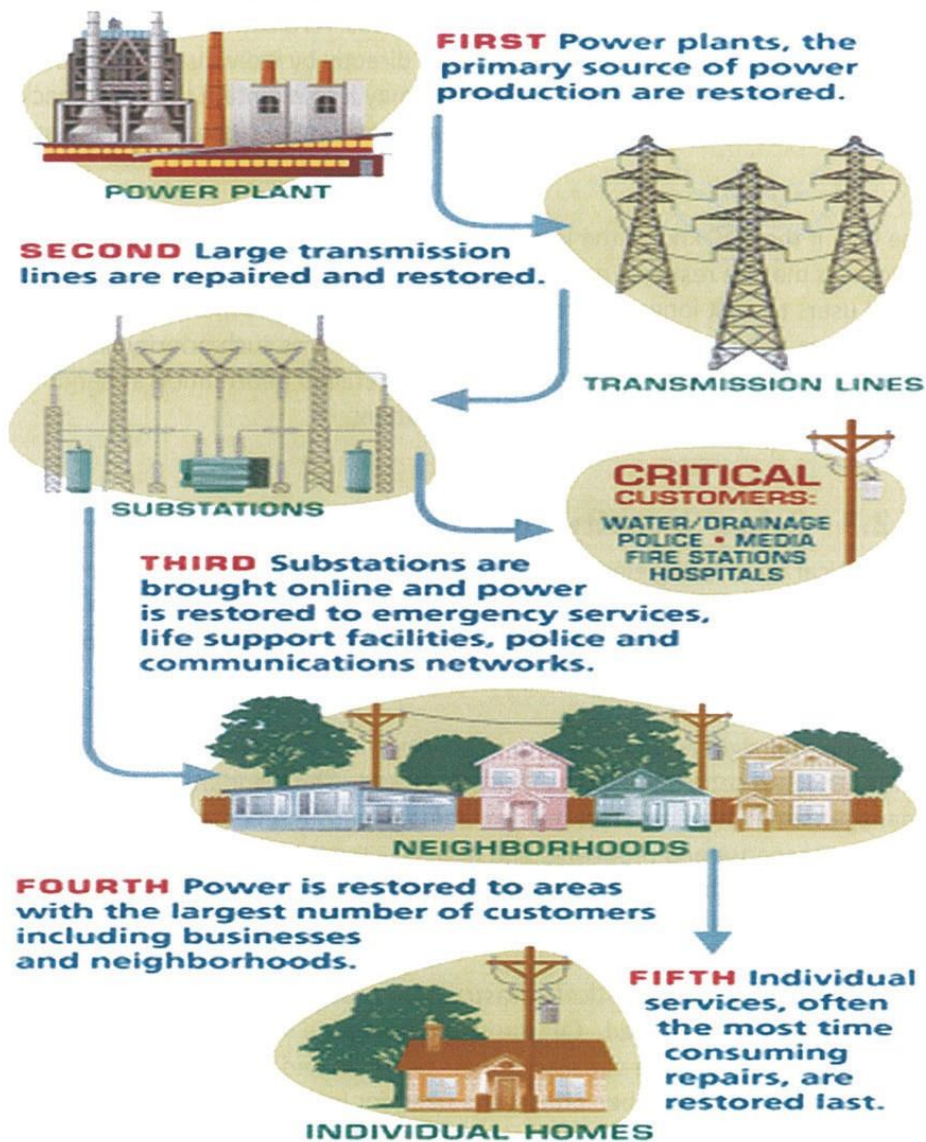 FIRST Power plants, the
primary source of power
production are restored.
POWER PLANT
SECOND Large transmission
lines are repaired and restored.
TRANSMISSION LINES
SUBSTATIONS
CRITICAL
CUSTOMERS:
WATER/DRAINAGE
POLICE • MEDIA
FIRE STATIONS
HOSPITALS
THIRD Substations are
brought online and power
is restored to emergency services,
life support facilities, police and
communications networks.
NEIGHBORHOODS
FOURTH Power is restored to areas
with the largest number of customers
including businesses
and neighborhoods.
FIFTH Individual
services, often
the most time
consuming
repairs, are
restored last.
INDIVIDUAL HOMES